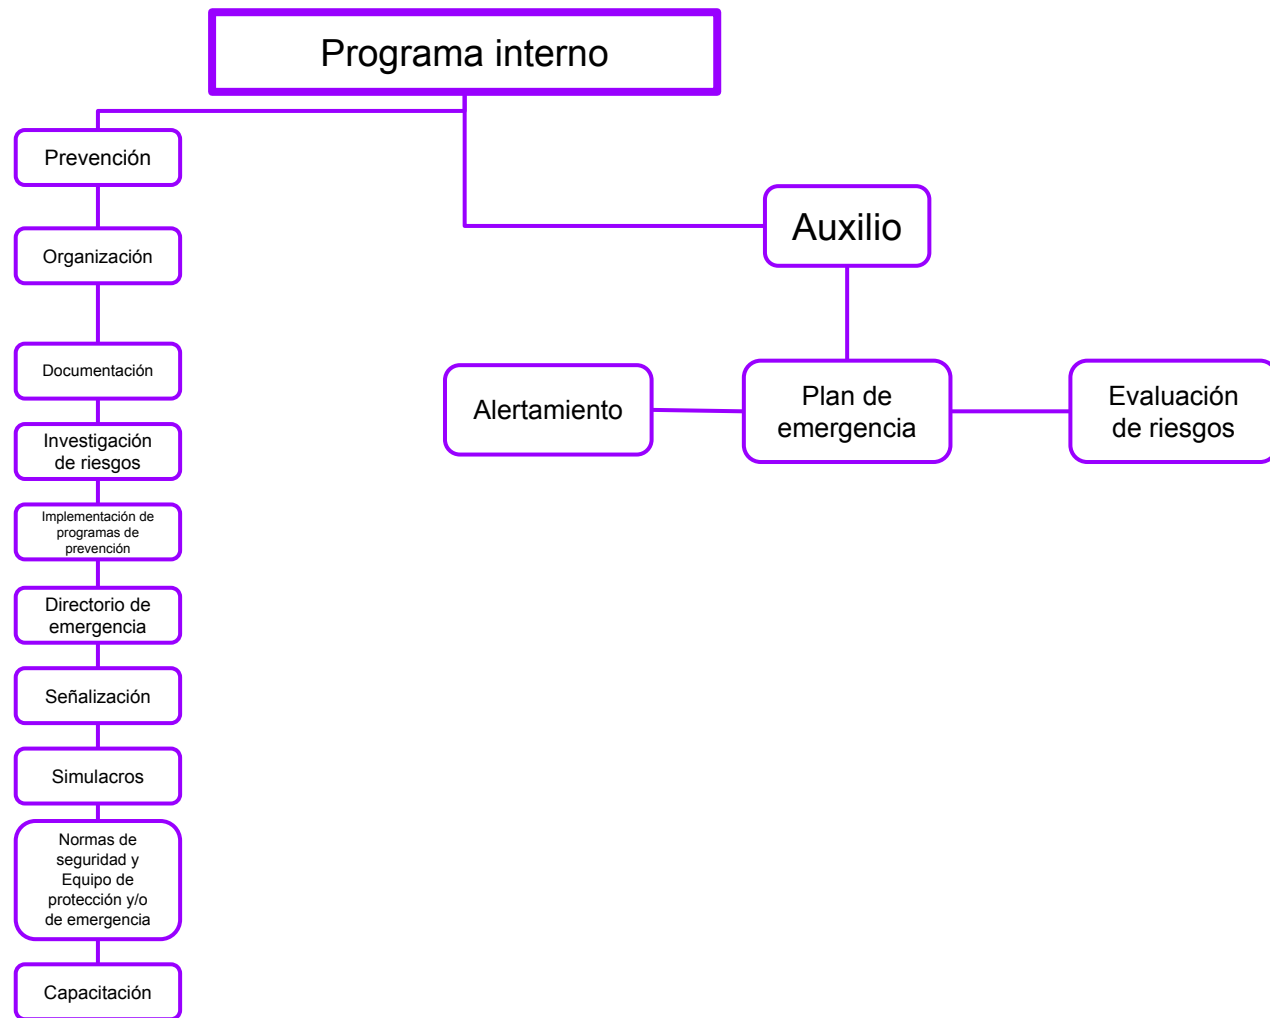 Programa interno
Prevención
Organización
Documentación
Investigación
de riesgos
Implementación de
programas de
prevención
Directorio de
emergencia
Señalización
Simulacros
Normas de
seguridad y
Equipo de
protección y/o
de emergencia
Capacitación
Auxilio
Alertamiento
Plan de
emergencia
Evaluación
de riesgos